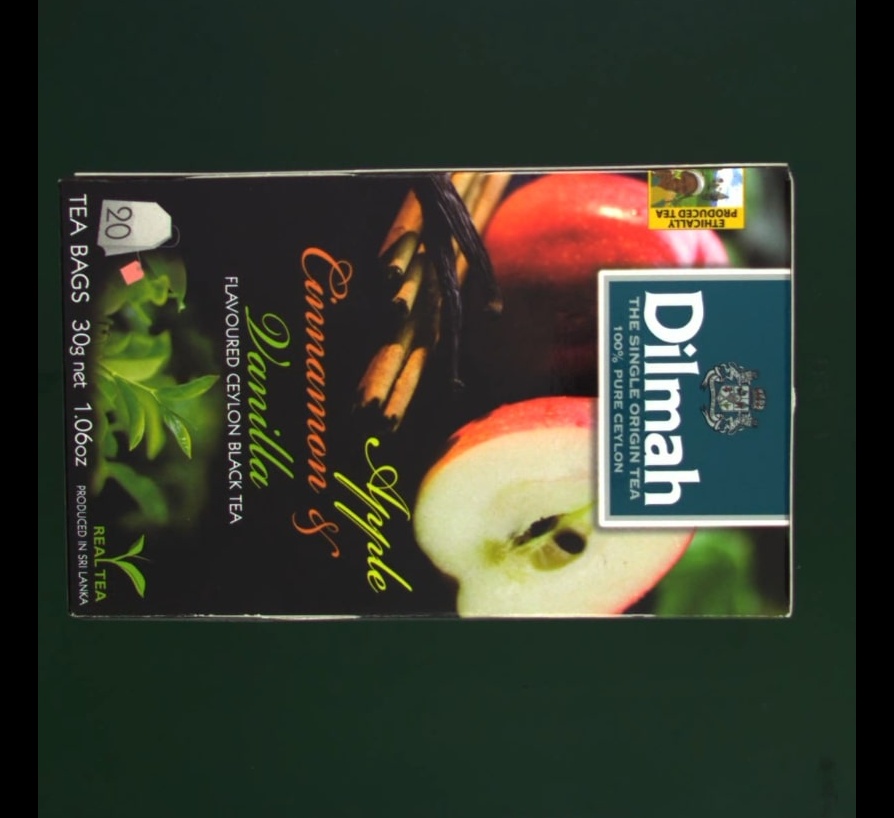 ETHICALLY
PRODUCED TEA
Dilmah
THE SINGLE ORIGIN TEA
100% PURE CEYLON
Apple
Cinnamon &
Vanilla
FLAVOURED CEYLON BLACK TEA
REAL TEA
20
TEA BAGS 30g net 1.06oz PRODUCED IN SRI LANKA